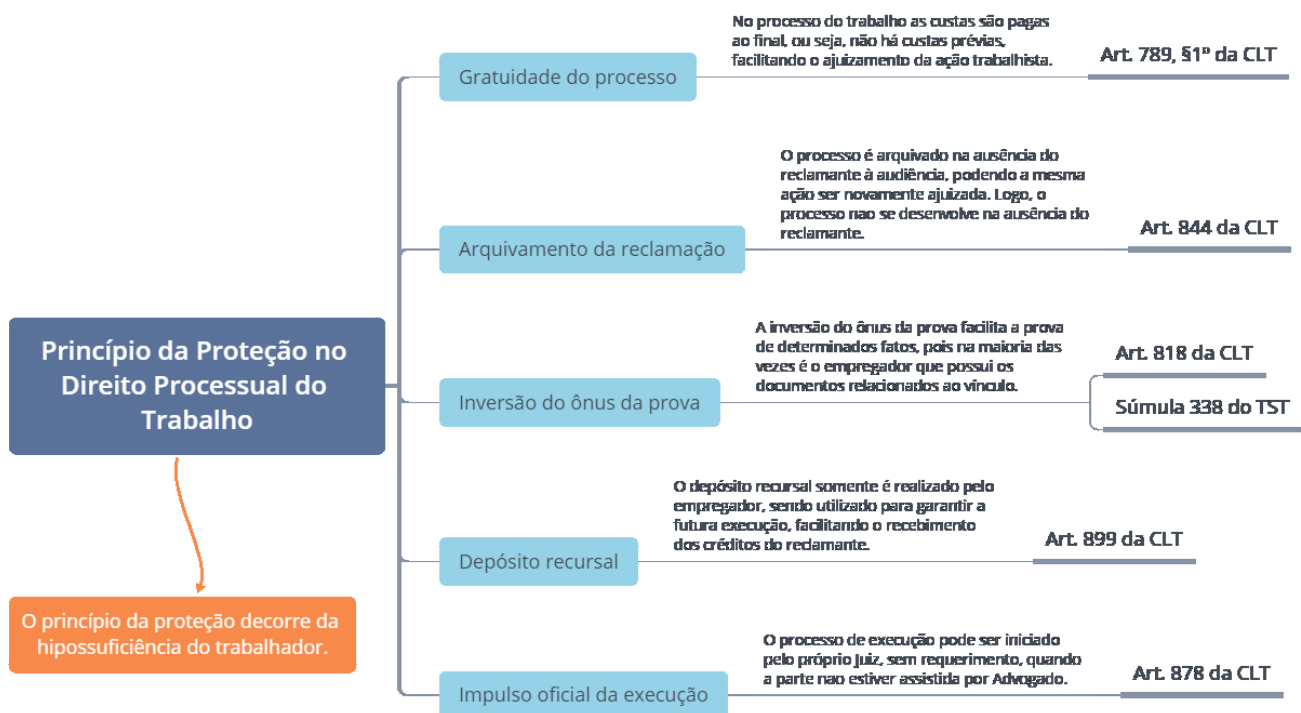 No processo do trabalho as custas são pagas
ao final, ou seja, não há custas prévias,
facilitando o ajuizamento da ação trabalhista.
Gratuidade do processo
Art. 789, §1º da CLT
O processo é arquivado na ausência do
reclamante à audiência, podendo a mesma
ação ser novamente ajuizada. Logo, o
processo nao se desenvolve na ausência do
reclamante.
Arquivamento da reclamação
Art. 844 da CLT
Princípio da Proteção no
Direito Processual do
Trabalho
A inversão do ônus da prova facilita a prova
de determinados fatos, pois na maioria das
vezes é o empregador que possui os
documentos relacionados ao vínculo.
Inversão do ônus da prova
Art. 818 da CLT
Súmula 338 do TST
O depósito recursal somente é realizado pelo
empregador, sendo utilizado para garantir a
futura execução, facilitando o recebimento
dos créditos do reclamante.
Depósito recursal
Art. 899 da CLT
O princípio da proteção decorre da
hipossuficiência do trabalhador.
O processo de execução pode ser iniciado
pelo próprio Juiz, sem requerimento, quando
a parte nao estiver assistida por Advogado.
Impulso oficial da execução
Art. 878 da CLT